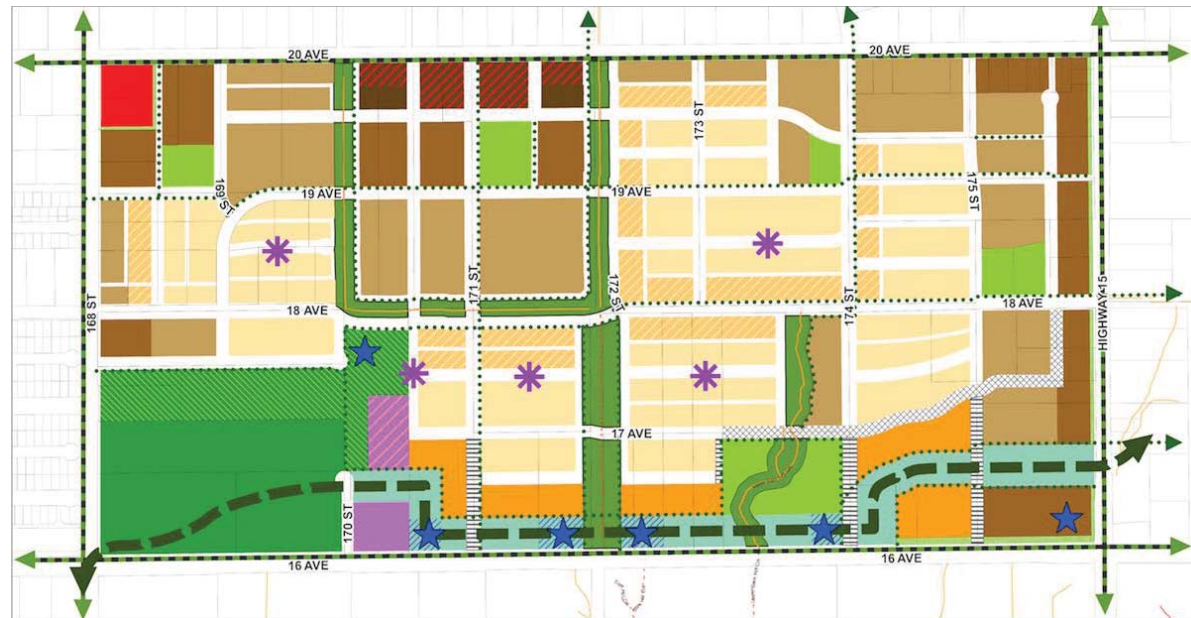 20 AVE
20 AVE
173 ST
169 ST
19 AVE
19 AVE
175 ST
171 ST
172 ST
174 ST
168 ST
18 AVE
18 AVE
HIGHWAY 15
17 AVE
170 ST
16 AVE
16 AVE